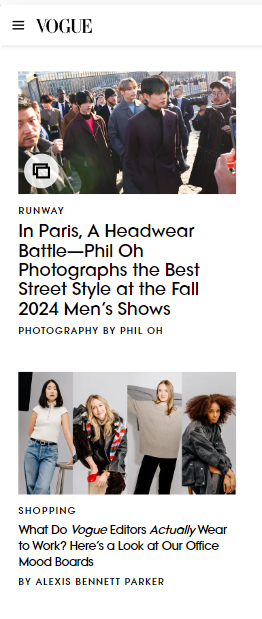 VOGUE
RUNWAY
In Paris, A Headwear
Battle—Phil Oh
Photographs the Best
Street Style at the Fall
2024 Men’s Shows
PHOTOGRAPHY BY PHIL OH
SHOPPING
What Do Vogue Editors Actually Wear
to Work? Here’s a Look at Our Office
Mood Boards
BY ALEXIS BENNETT PARKER